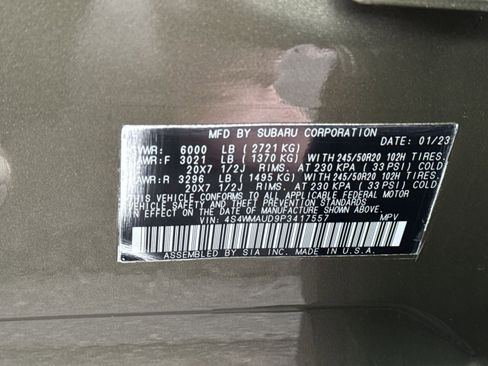 MFD BY SUBARU CORPORATION DATE: 01/23
GVWR: 6000 LB (2721 KG)
GAWR:F 3021 LB (1370 KG) WITH 245/50R20 102H TIRES,
20X7 1/2J RIMS, AT 230 KPA (33 PSI) COLD
GAWR:R 3296 LB (1495 KG) WITH 245/50R20 102H TIRES,
20X7 1/2J RIMS, AT 230 KPA (33 PSI) COLD
THIS VEHICLE CONFORMS TO ALL APPLICABLE FEDERAL MOTOR
VEHICLE SAFETY, BUMPER, AND THEFT PREVENTION STANDARDS
IN EFFECT ON THE DATE OF MANUFACTURE SHOWN ABOVE.
VIN: 4S4WMAUD9P3417557 MPV
ASSEMBLED BY SIA INC. MADE IN U.S.A.